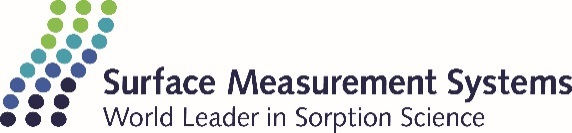 Surface Measurement Systems
World Leader in Sorption Science